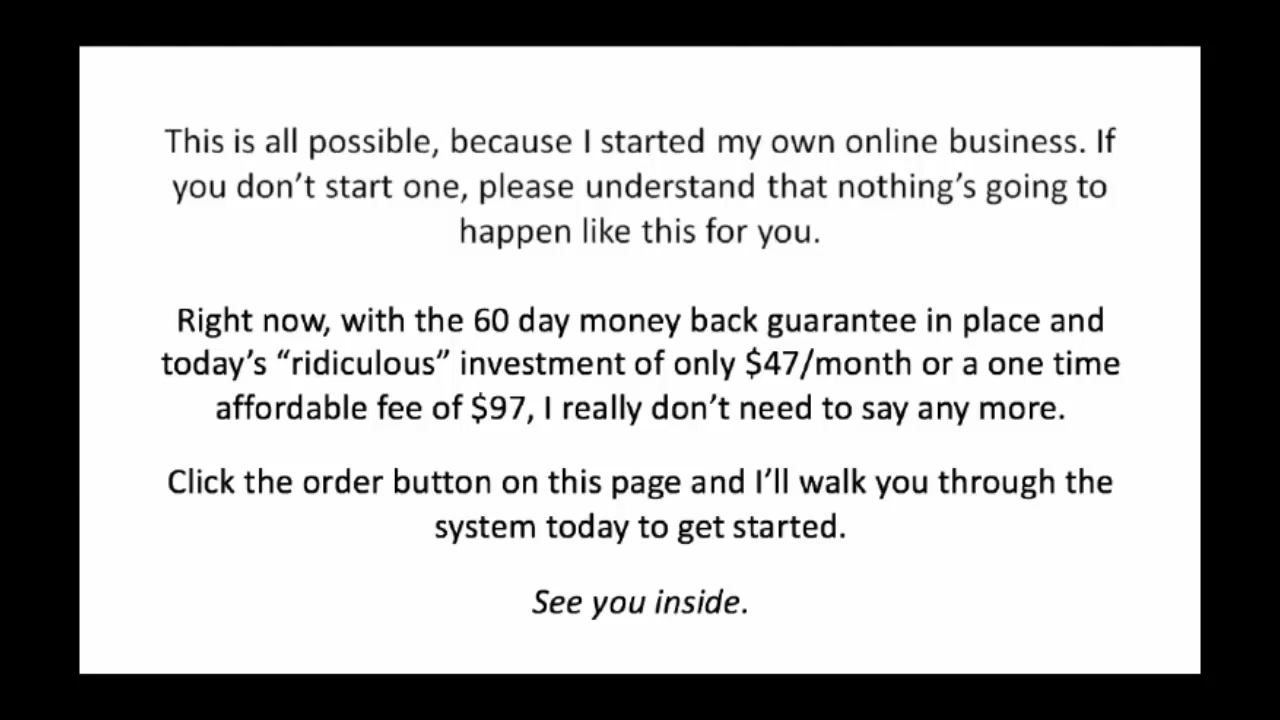 This is all possible, because I started my own online business. If
you don’t start one, please understand that nothing’s going to
happen like this for you.
Right now, with the 60 day money back guarantee in place and
today’s “ridiculous” investment of only $47/month or a one time
affordable fee of $97, I really don’t need to say any more.
Click the order button on this page and I’ll walk you through the
system today to get started.
See you inside.